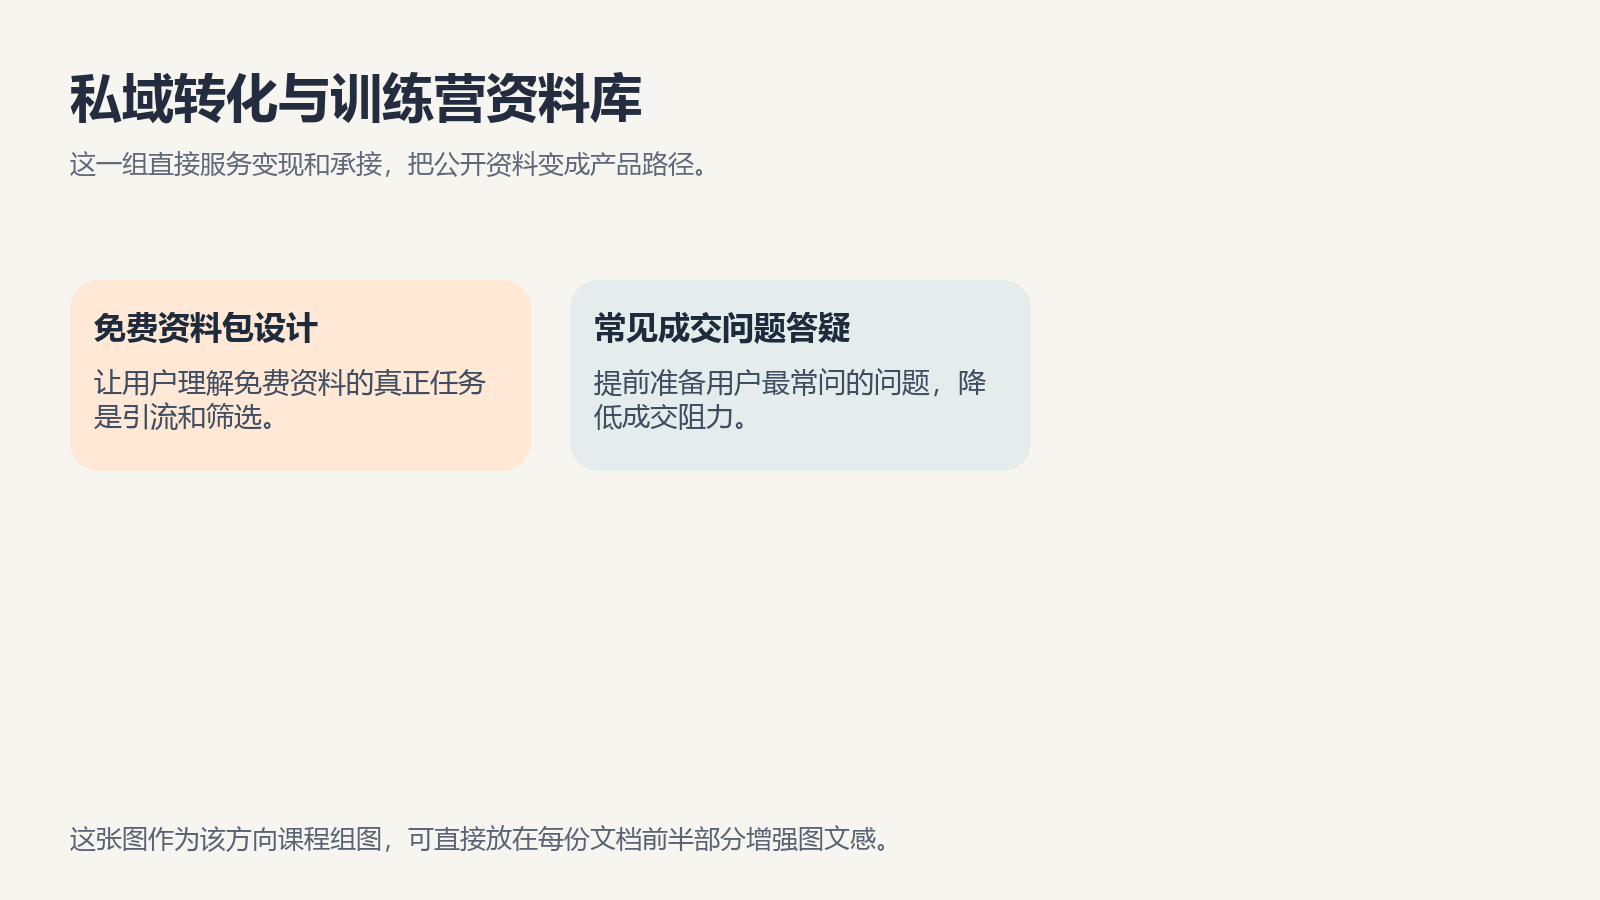 私域转化与训练营资料库
这一组直接服务变现和承接，把公开资料变成产品路径。
免费资料包设计
让用户理解免费资料的真正任务
是引流和筛选。
常见成交问题答疑
提前准备用户最常问的问题，降
低成交阻力。
这张图作为该方向课程组图，可直接放在每份文档前半部分增强图文感。